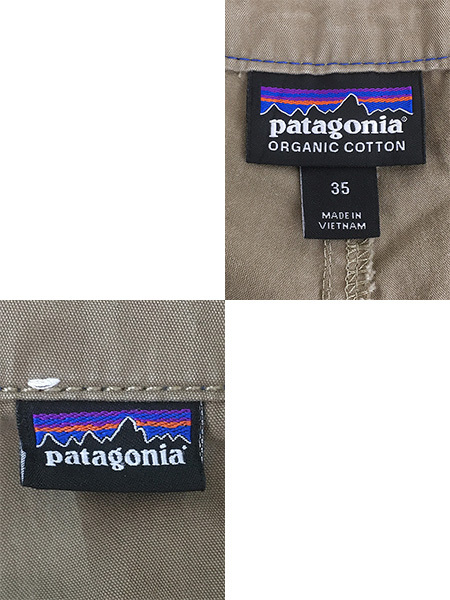 patagonia®
ORGANIC COTTON
35
MADE IN
VIETNAM
patagonia